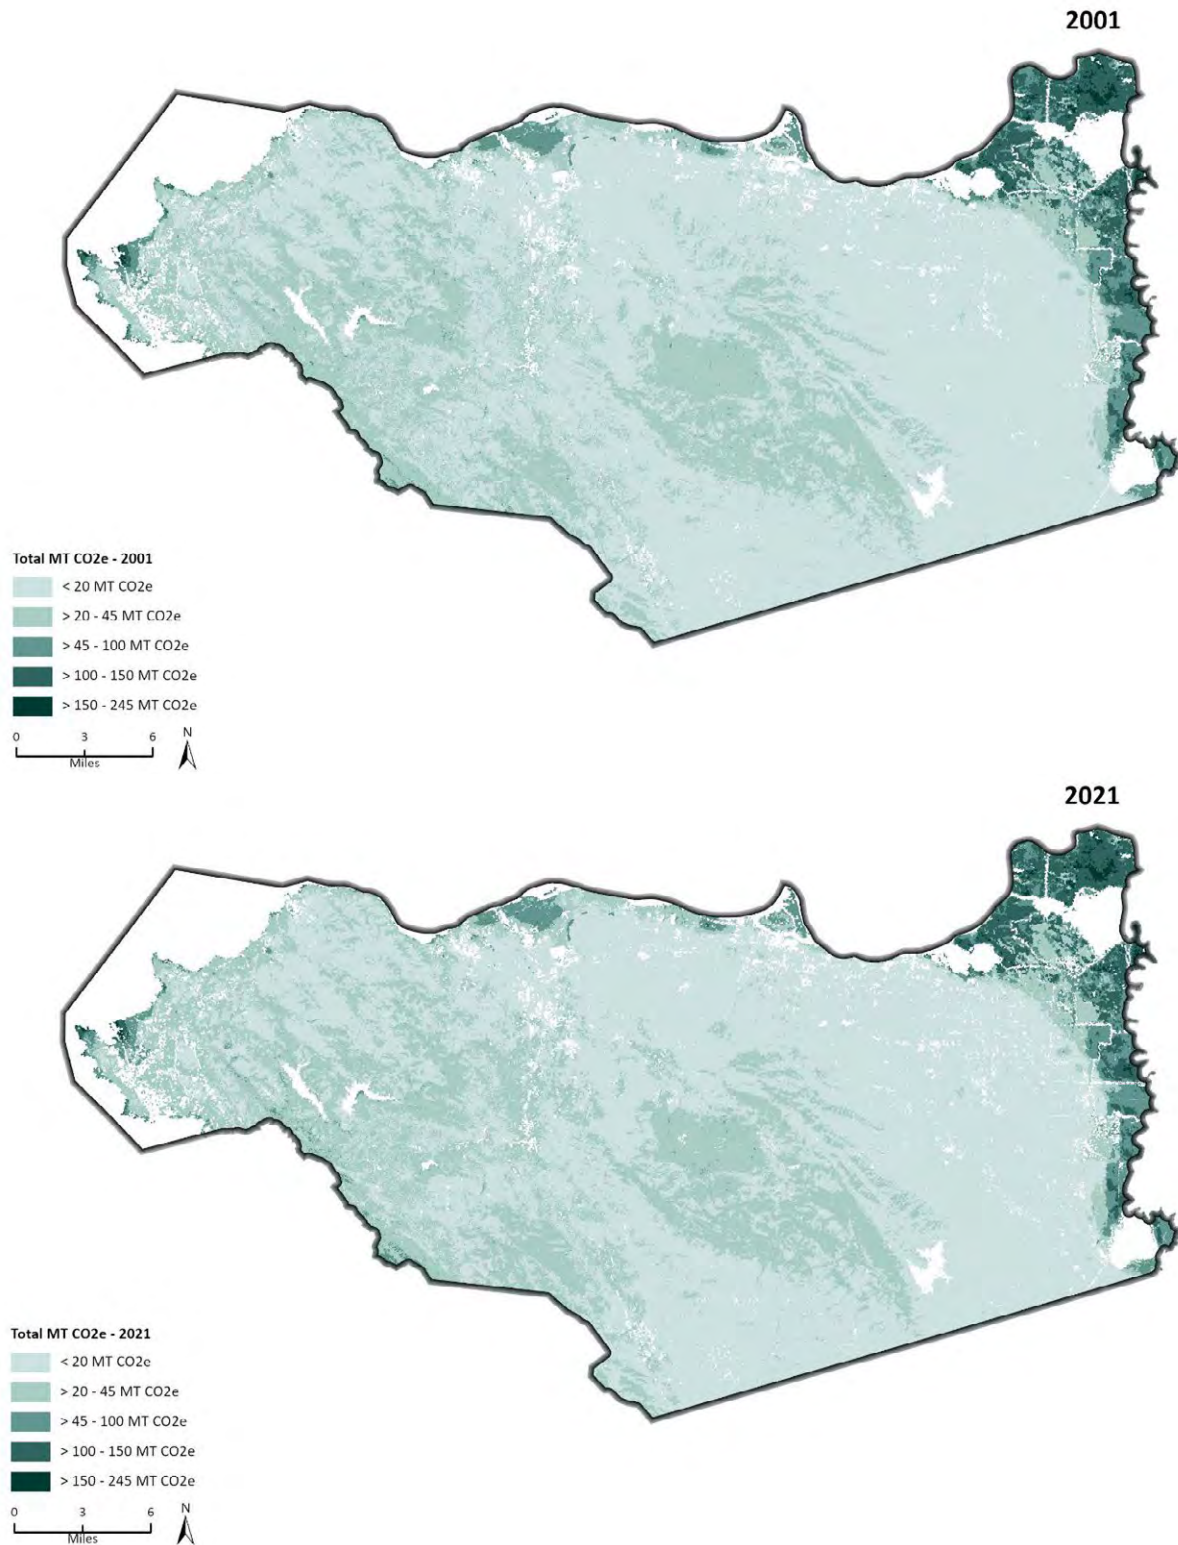 2001
Total MT CO2e - 2001
< 20 MT CO2e
> 20 - 45 MT CO2e
> 45 - 100 MT CO2e
> 100 - 150 MT CO2e
> 150 - 245 MT CO2e
0 3 6 N
Miles
2021
Total MT CO2e - 2021
< 20 MT CO2e
> 20 - 45 MT CO2e
> 45 - 100 MT CO2e
> 100 - 150 MT CO2e
> 150 - 245 MT CO2e
0 3 6 N
Miles